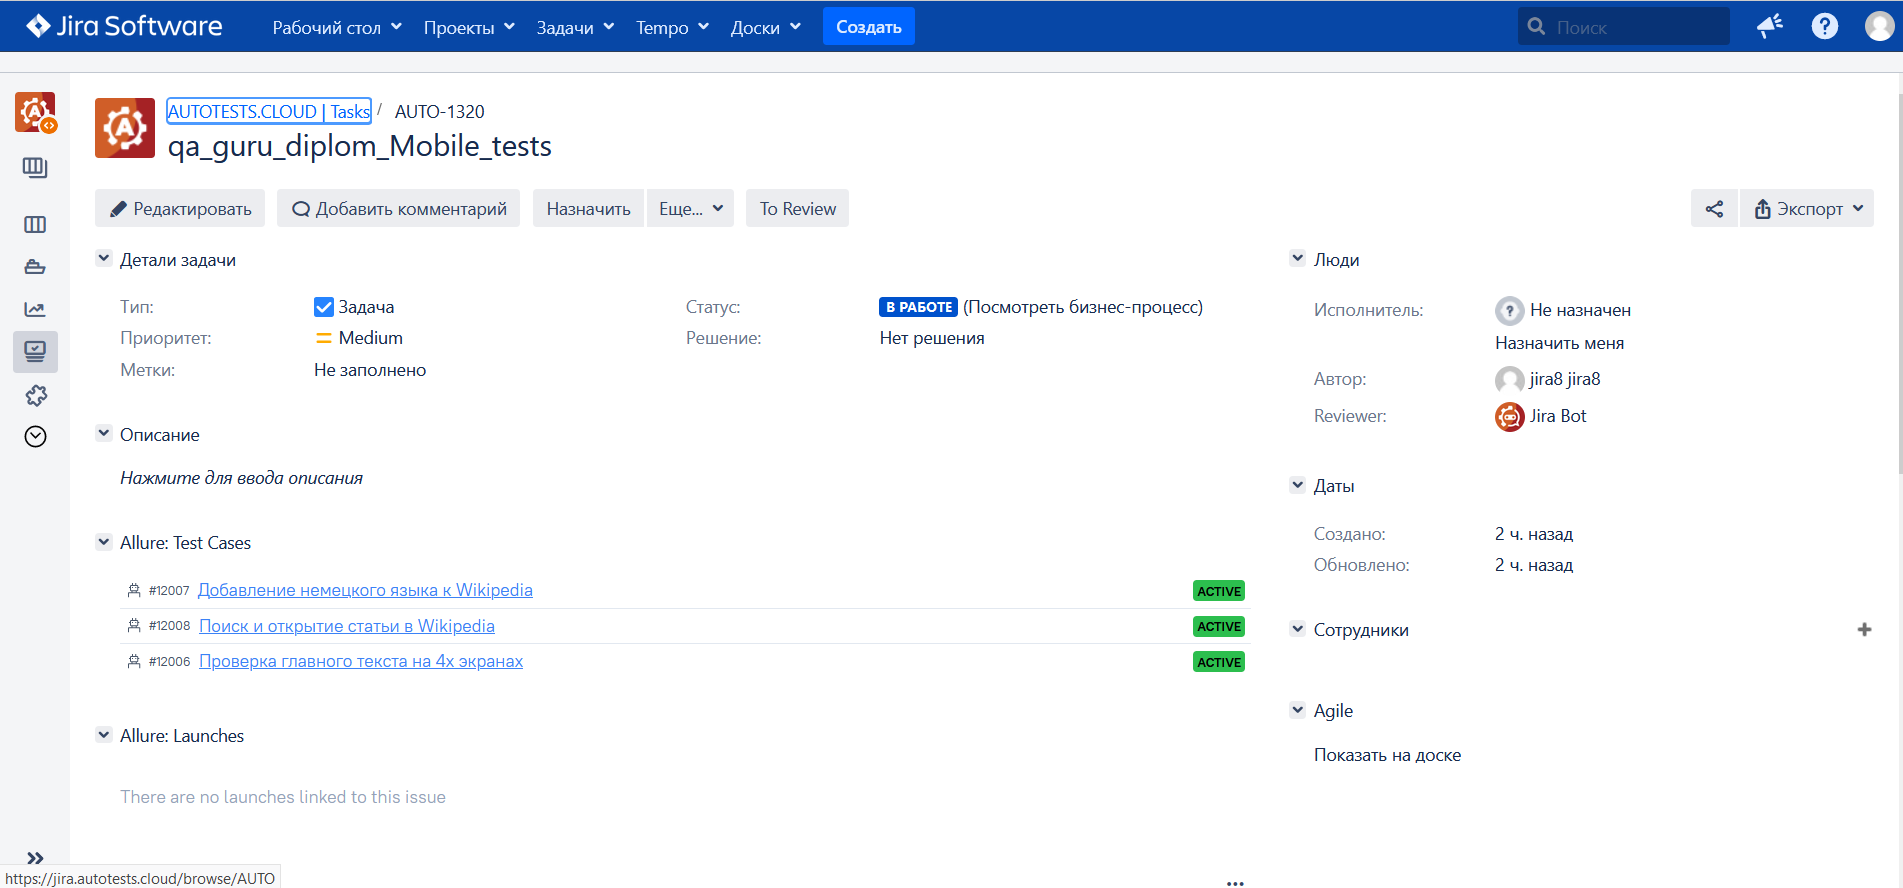 Jira Software Рабочий стол Проекты Задачи Tempo Доски Создать Поиск
AUTOTESTS.CLOUD | Tasks / AUTO-1320
qa_guru_diplom_Mobile_tests
Редактировать Добавить комментарий Назначить Еще... To Review Экспорт
Детали задачи
Тип: Задача
Приоритет: Medium
Метки: Не заполнено
Статус: В РАБОТЕ (Посмотреть бизнес-процесс)
Решение: Нет решения
Описание
Нажмите для ввода описания
Allure: Test Cases
#12007 Добавление немецкого языка к Wikipedia ACTIVE
#12008 Поиск и открытие статьи в Wikipedia ACTIVE
#12006 Проверка главного текста на 4х экранах ACTIVE
Allure: Launches
There are no launches linked to this issue
Люди
Исполнитель: Не назначен
Назначить меня
Автор: jira8 jira8
Reviewer: Jira Bot
Даты
Создано: 2 ч. назад
Обновлено: 2 ч. назад
Сотрудники
Agile
Показать на доске
https://jira.autotests.cloud/browse/AUTO